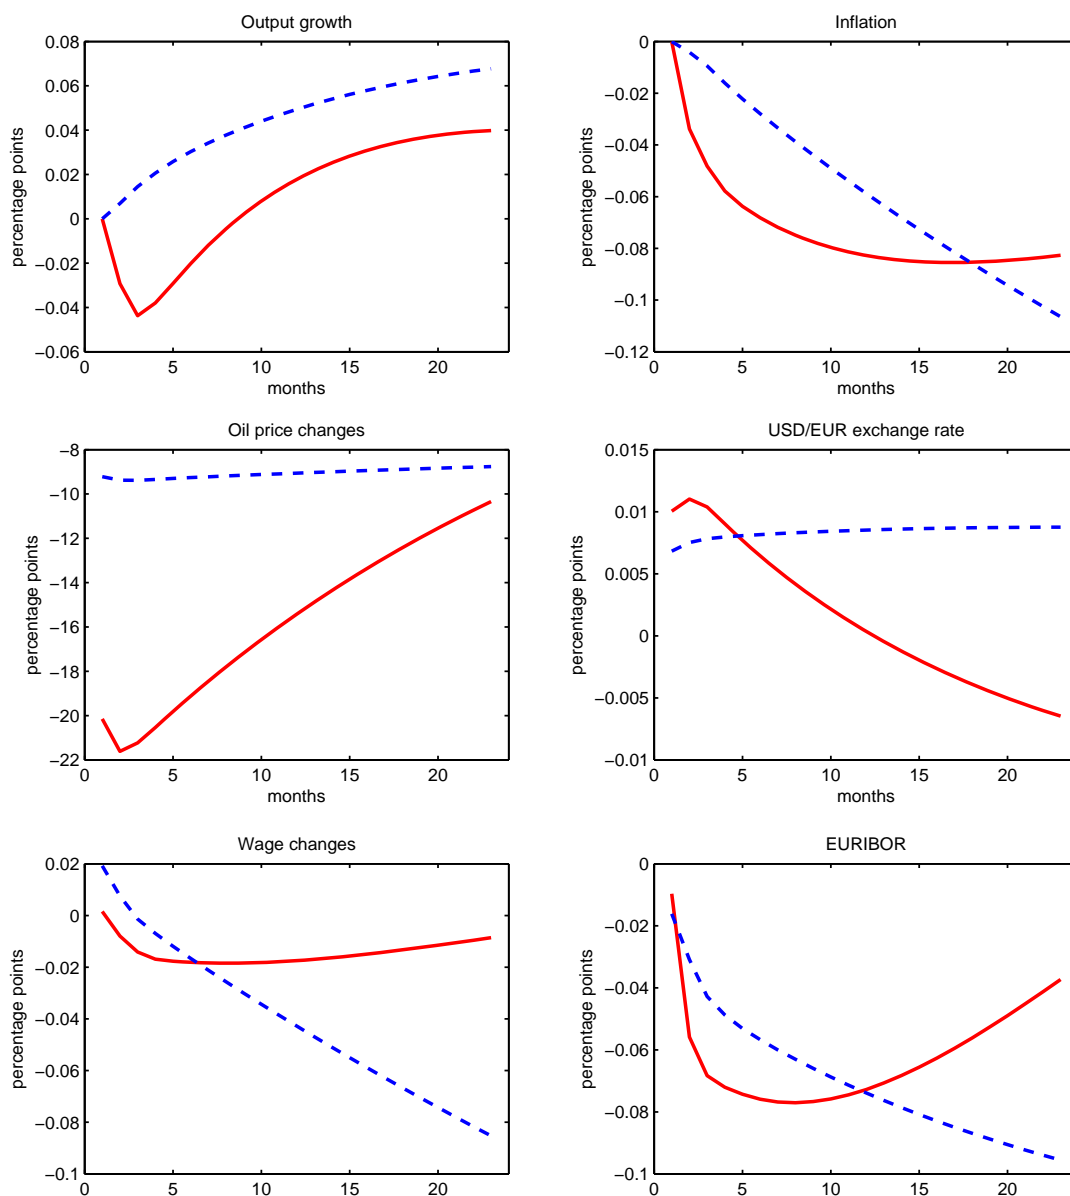 Output growth
0.08
0.06
0.04
0.02
0
−0.02
−0.04
−0.06
percentage points
0 5 10 15 20
months
Inflation
0
−0.02
−0.04
−0.06
−0.08
−0.1
−0.12
percentage points
0 5 10 15 20
months
Oil price changes
−8
−10
−12
−14
−16
−18
−20
−22
percentage points
0 5 10 15 20
months
USD/EUR exchange rate
0.015
0.01
0.005
0
−0.005
−0.01
percentage points
0 5 10 15 20
months
Wage changes
0.02
0
−0.02
−0.04
−0.06
−0.08
−0.1
percentage points
0 5 10 15 20
EURIBOR
0
−0.02
−0.04
−0.06
−0.08
−0.1
percentage points
0 5 10 15 20